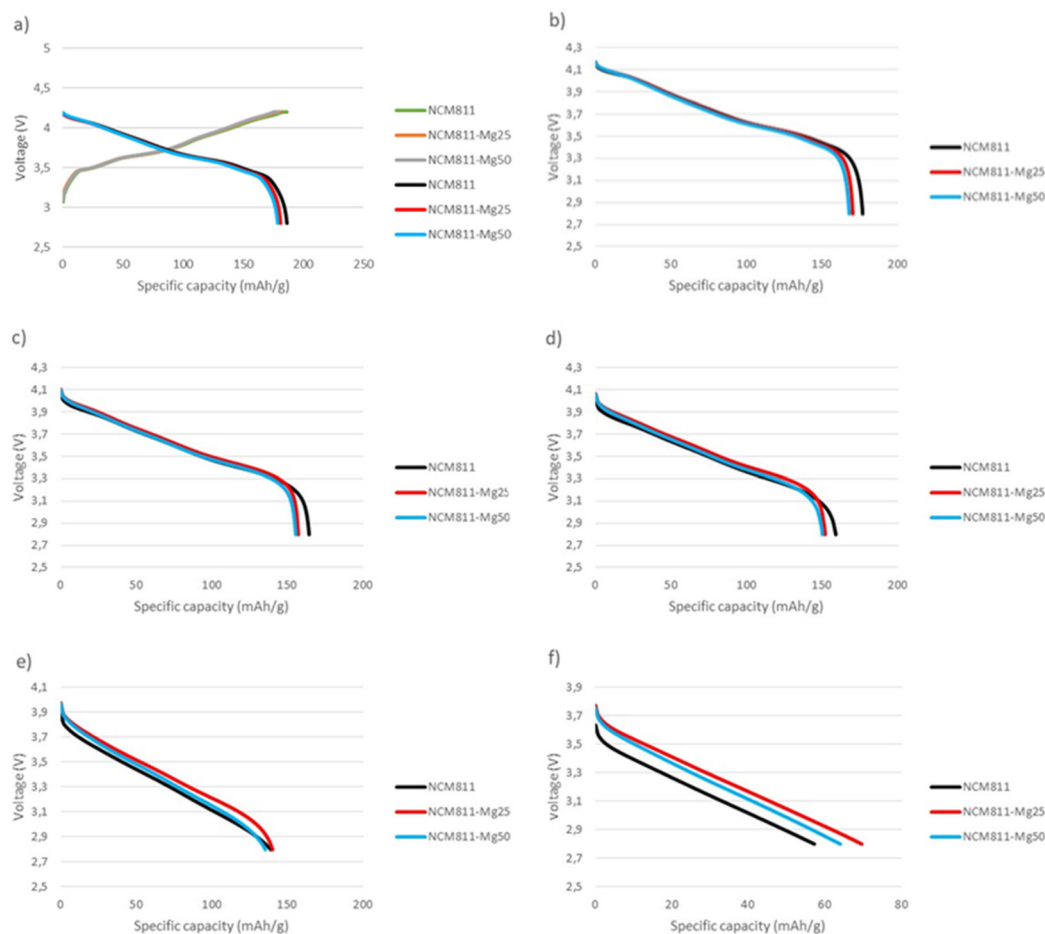 a)
5
4,5
4
3,5
3
2,5
Voltage (V)
0 50 100 150 200 250
Specific capacity (mAh/g)
NCM811
NCM811-Mg25
NCM811-Mg50
NCM811
NCM811-Mg25
NCM811-Mg50
b)
4,3
4,1
3,9
3,7
3,5
3,3
3,1
2,9
2,7
2,5
Voltage (V)
0 50 100 150 200
Specific capacity (mAh/g)
NCM811
NCM811-Mg25
NCM811-Mg50
c)
4,3
4,1
3,9
3,7
3,5
3,3
3,1
2,9
2,7
2,5
Voltage (V)
0 50 100 150 200
Specific capacity (mAh/g)
NCM811
NCM811-Mg25
NCM811-Mg50
d)
4,3
4,1
3,9
3,7
3,5
3,3
3,1
2,9
2,7
2,5
Voltage (V)
0 50 100 150 200
Specific capacity (mAh/g)
NCM811
NCM811-Mg25
NCM811-Mg50
e)
4,1
3,9
3,7
3,5
3,3
3,1
2,9
2,7
2,5
Voltage (V)
0 50 100 150 200
Specific capacity (mAh/g)
NCM811
NCM811-Mg25
NCM811-Mg50
f)
3,9
3,7
3,5
3,3
3,1
2,9
2,7
2,5
Voltage (V)
0 20 40 60 80
Specific capacity (mAh/g)
NCM811
NCM811-Mg25
NCM811-Mg50